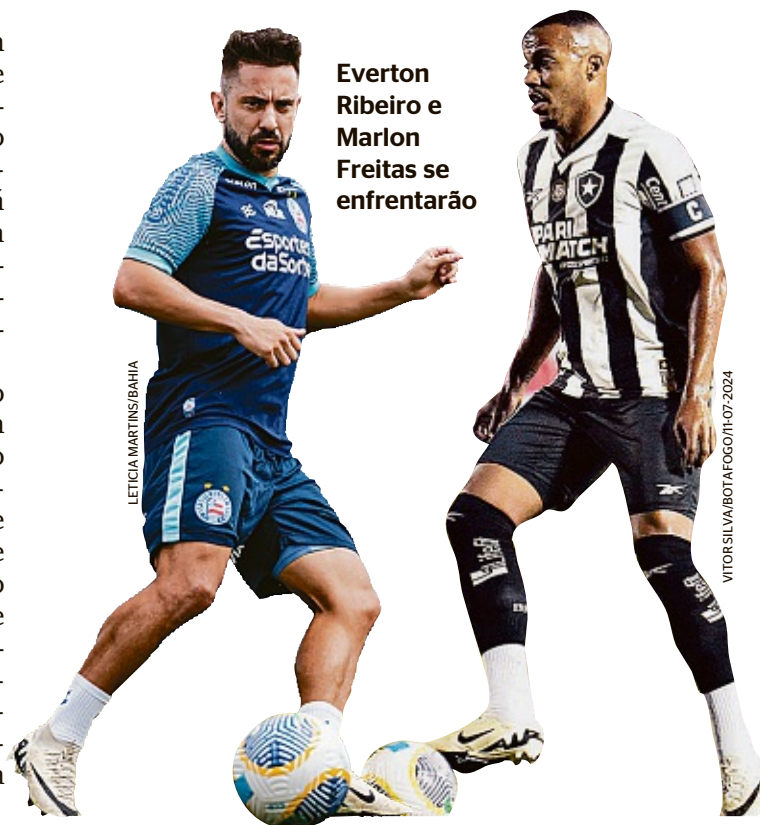 Everton
Ribeiro e
Marlon
Freitas se
enfrentarão
LETICIA MARTINS/BAHIA
VITOR SILVA/BOTAFOGO/11-07-2024
Esportes
da Sorte
PARI
MATCH
C